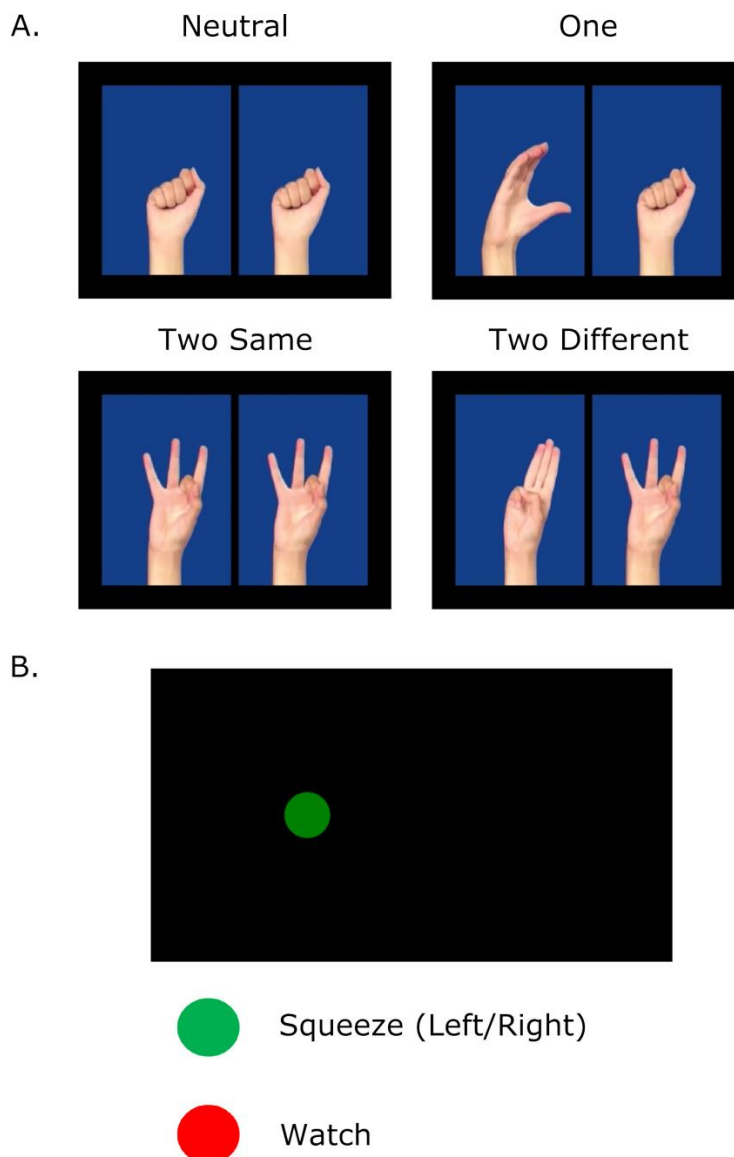 A.
Neutral
One
Two Same
Two Different
B.
Squeeze (Left/Right)
Watch